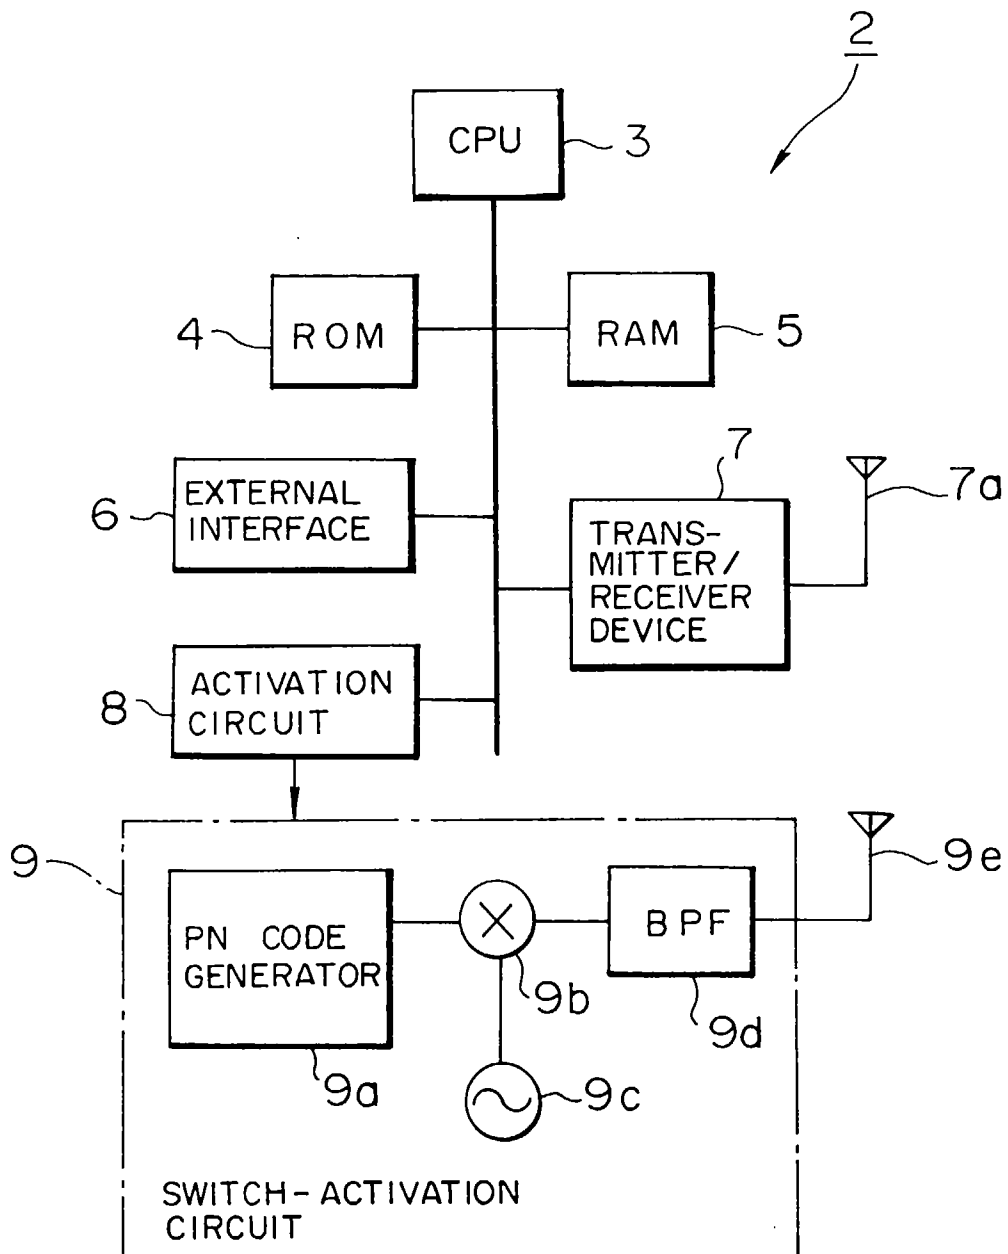 2
CPU
3
4
ROM
RAM
5
6
EXTERNAL
INTERFACE
7
TRANS-
MITTER/
RECEIVER
DEVICE
7a
8
ACTIVATION
CIRCUIT
9
PN CODE
GENERATOR
9a
9b
9c
BPF
9d
9e
SWITCH-ACTIVATION
CIRCUIT